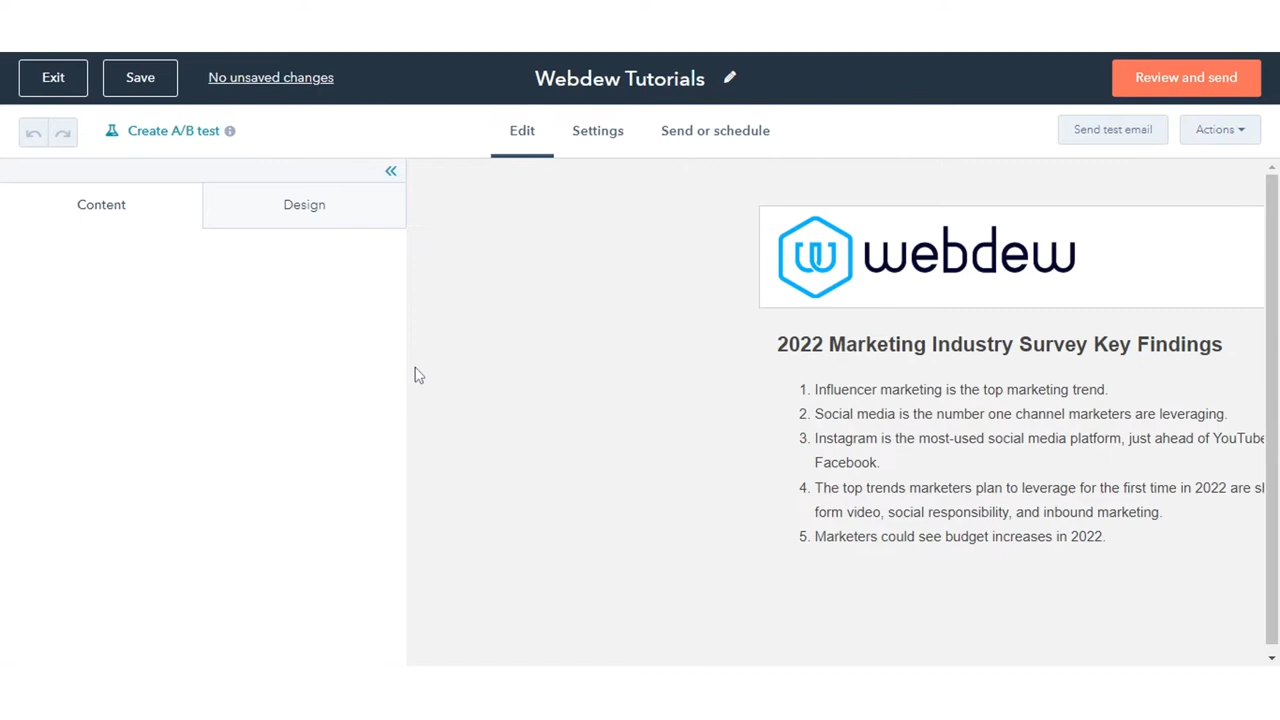 Exit
Save
No unsaved changes
Webdew Tutorials
Review and send
Create A/B test
Edit
Settings
Send or schedule
Send test email
Actions
Content
Design
webdew
2022 Marketing Industry Survey Key Findings
1. Influencer marketing is the top marketing trend.
2. Social media is the number one channel marketers are leveraging.
3. Instagram is the most-used social media platform, just ahead of YouTube
Facebook.
4. The top trends marketers plan to leverage for the first time in 2022 are
form video, social responsibility, and inbound marketing.
5. Marketers could see budget increases in 2022.